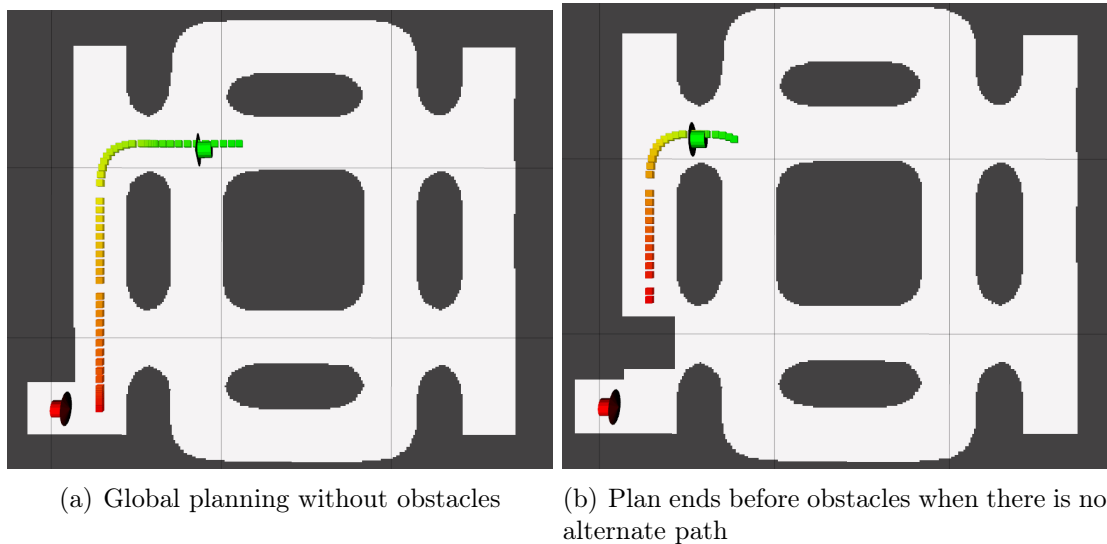 (a) Global planning without obstacles
(b) Plan ends before obstacles when there is no
alternate path